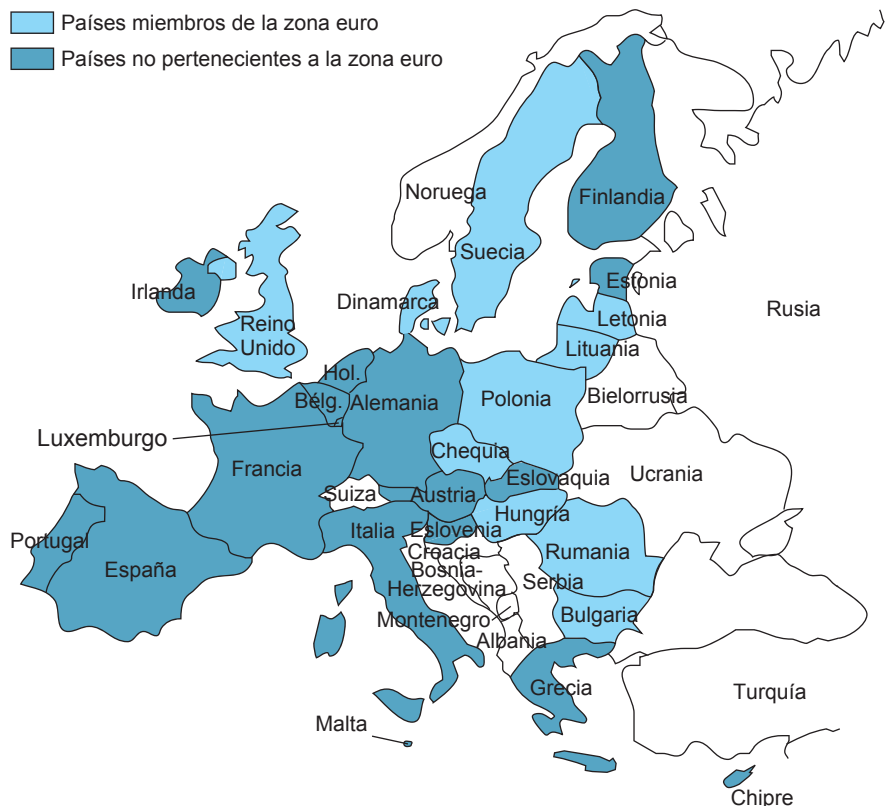 Países miembros de la zona euro
Países no pertenecientes a la zona euro
Noruega
Finlandia
Suecia
Estonia
Irlanda
Dinamarca
Rusia
Letonia
Reino
Unido
Lituania
Hol.
Bielorrusia
Bélg.
Alemania
Polonia
Luxemburgo
Chequia
Francia
Ucrania
Eslovaquia
Suiza
Austria
Hungría
Portugal
Italia
Eslovenia
Croacia
Rumania
España
Bosnia-
Herzegovina
Serbia
Montenegro
Bulgaria
Albania
Grecia
Turquía
Malta
Chipre